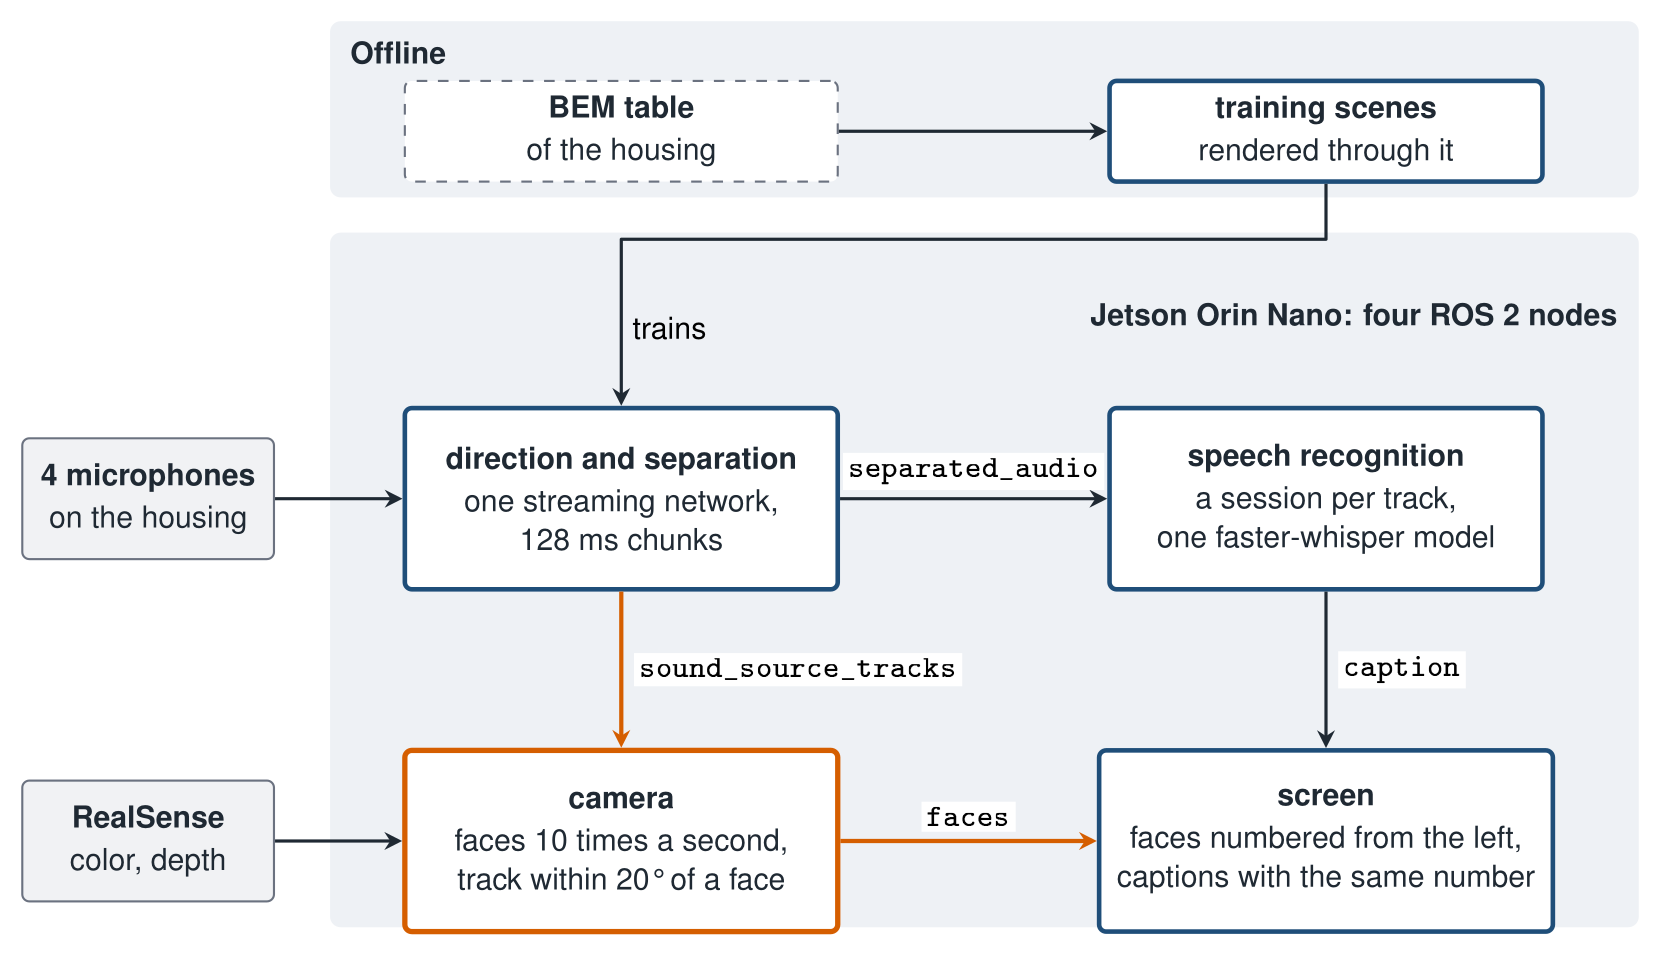 Offline
BEM table
of the housing
training scenes
rendered through it
Jetson Orin Nano: four ROS 2 nodes
trains
4 microphones
on the housing
direction and separation
one streaming network,
128 ms chunks
separated_audio
speech recognition
a session per track,
one faster-whisper model
sound_source_tracks
caption
RealSense
color, depth
camera
faces 10 times a second,
track within 20° of a face
faces
screen
faces numbered from the left,
captions with the same number